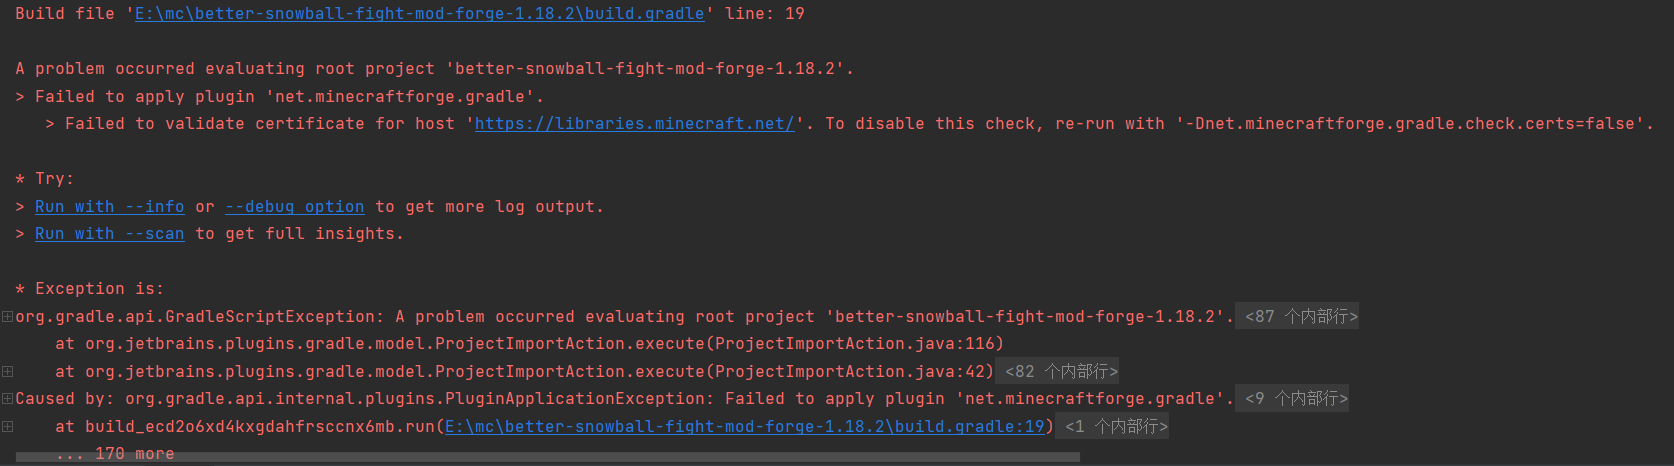 Build file 'E:\mc\better-snowball-fight-mod-forge-1.18.2\build.gradle' line: 19
A problem occurred evaluating root project 'better-snowball-fight-mod-forge-1.18.2'.
> Failed to apply plugin 'net.minecraftforge.gradle'.
> Failed to validate certificate for host 'https://libraries.minecraft.net/'. To disable this check, re-run with '-Dnet.minecraftforge.gradle.check.certs=false'.
* Try:
> Run with --info or --debug option to get more log output.
> Run with --scan to get full insights.
* Exception is:
org.gradle.api.GradleScriptException: A problem occurred evaluating root project 'better-snowball-fight-mod-forge-1.18.2'. <87 个内部行>
at org.jetbrains.plugins.gradle.model.ProjectImportAction.execute(ProjectImportAction.java:116)
at org.jetbrains.plugins.gradle.model.ProjectImportAction.execute(ProjectImportAction.java:42) <82 个内部行>
Caused by: org.gradle.api.internal.plugins.PluginApplicationException: Failed to apply plugin 'net.minecraftforge.gradle'. <9 个内部行>
at build_ecd2o6xd4kxgdahfrsccnx6mb.run(E:\mc\better-snowball-fight-mod-forge-1.18.2\build.gradle:19) <1 个内部行>
... 170 more